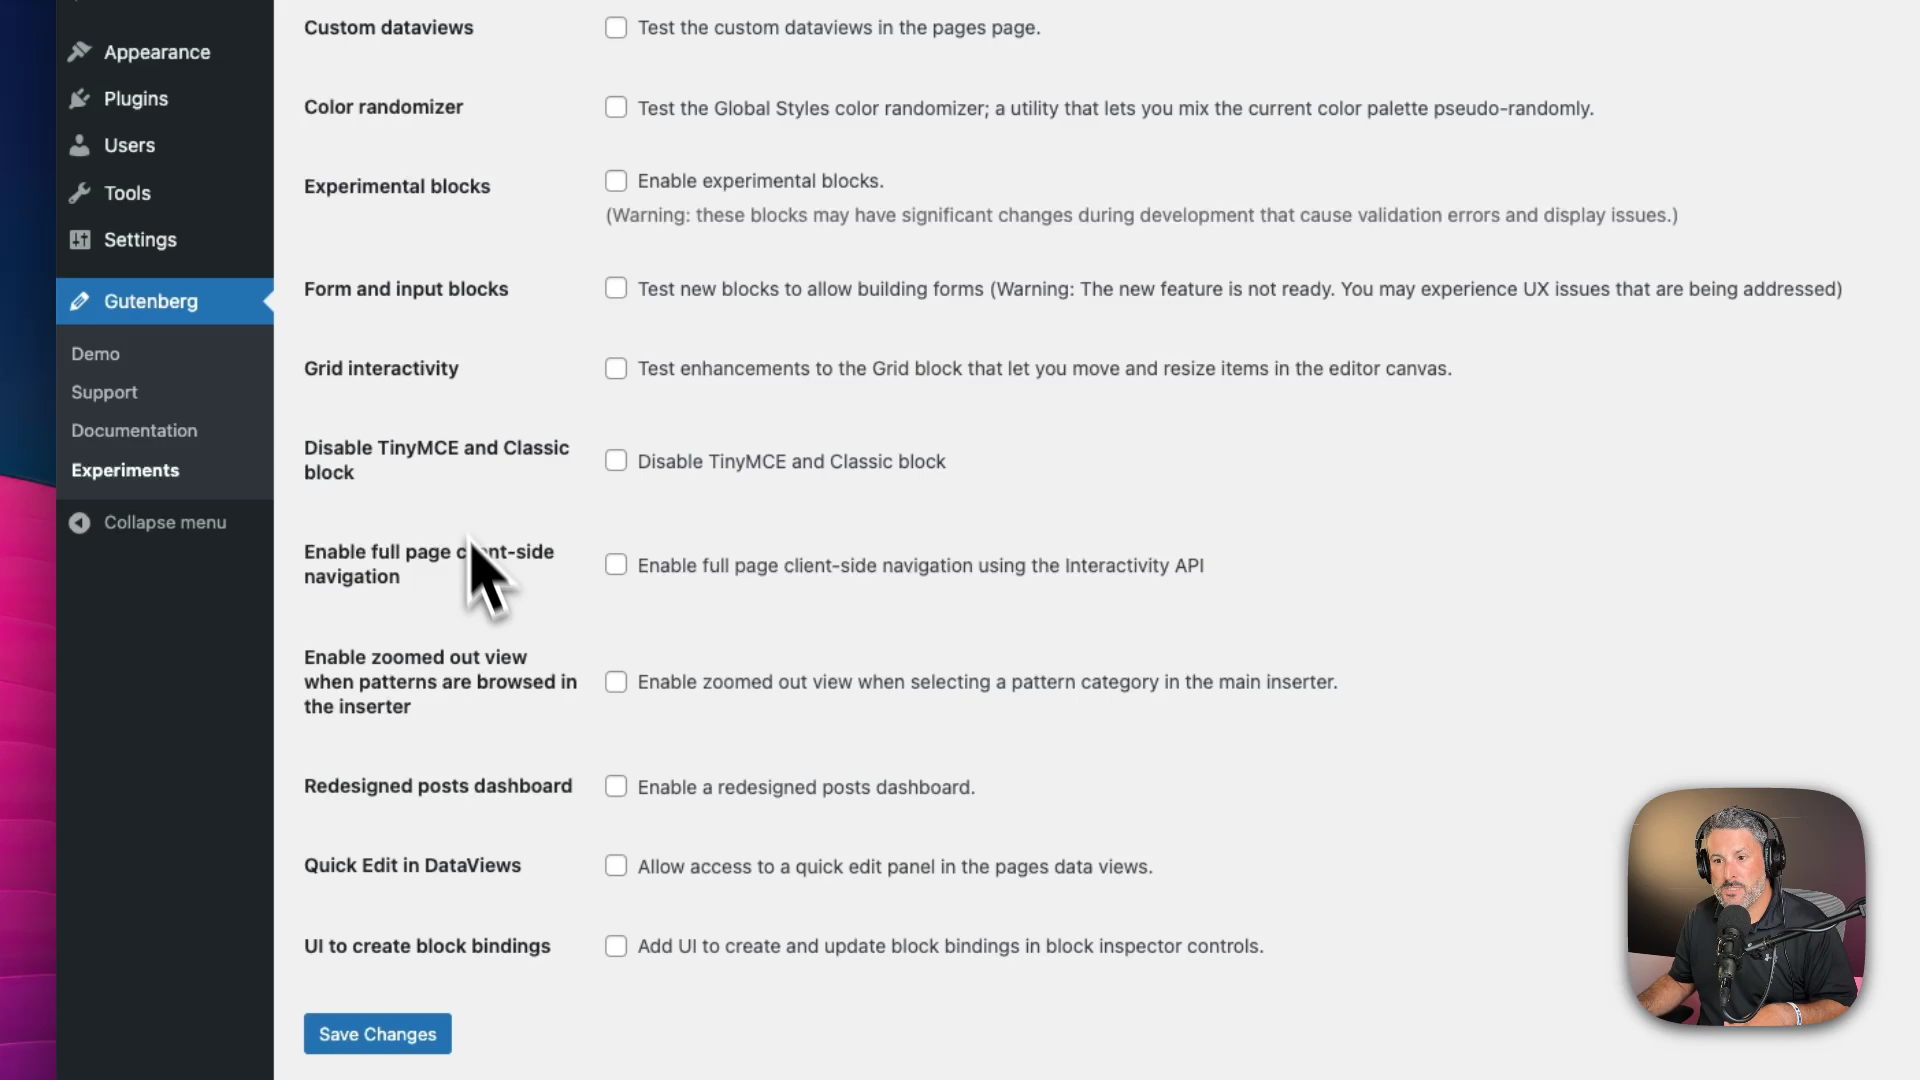 Appearance
Plugins
Users
Tools
Settings
Gutenberg
Demo
Support
Documentation
Experiments
Collapse menu
Custom dataviews
Test the custom dataviews in the pages page.
Color randomizer
Test the Global Styles color randomizer; a utility that lets you mix the current color palette pseudo-randomly.
Experimental blocks
Enable experimental blocks.
(Warning: these blocks may have significant changes during development that cause validation errors and display issues.)
Form and input blocks
Test new blocks to allow building forms (Warning: The new feature is not ready. You may experience UX issues that are being addressed)
Grid interactivity
Test enhancements to the Grid block that let you move and resize items in the editor canvas.
Disable TinyMCE and Classic
block
Disable TinyMCE and Classic block
Enable full page client-side
navigation
Enable full page client-side navigation using the Interactivity API
Enable zoomed out view
when patterns are browsed in
the inserter
Enable zoomed out view when selecting a pattern category in the main inserter.
Redesigned posts dashboard
Enable a redesigned posts dashboard.
Quick Edit in DataViews
Allow access to a quick edit panel in the pages data views.
UI to create block bindings
Add UI to create and update block bindings in block inspector controls.
Save Changes